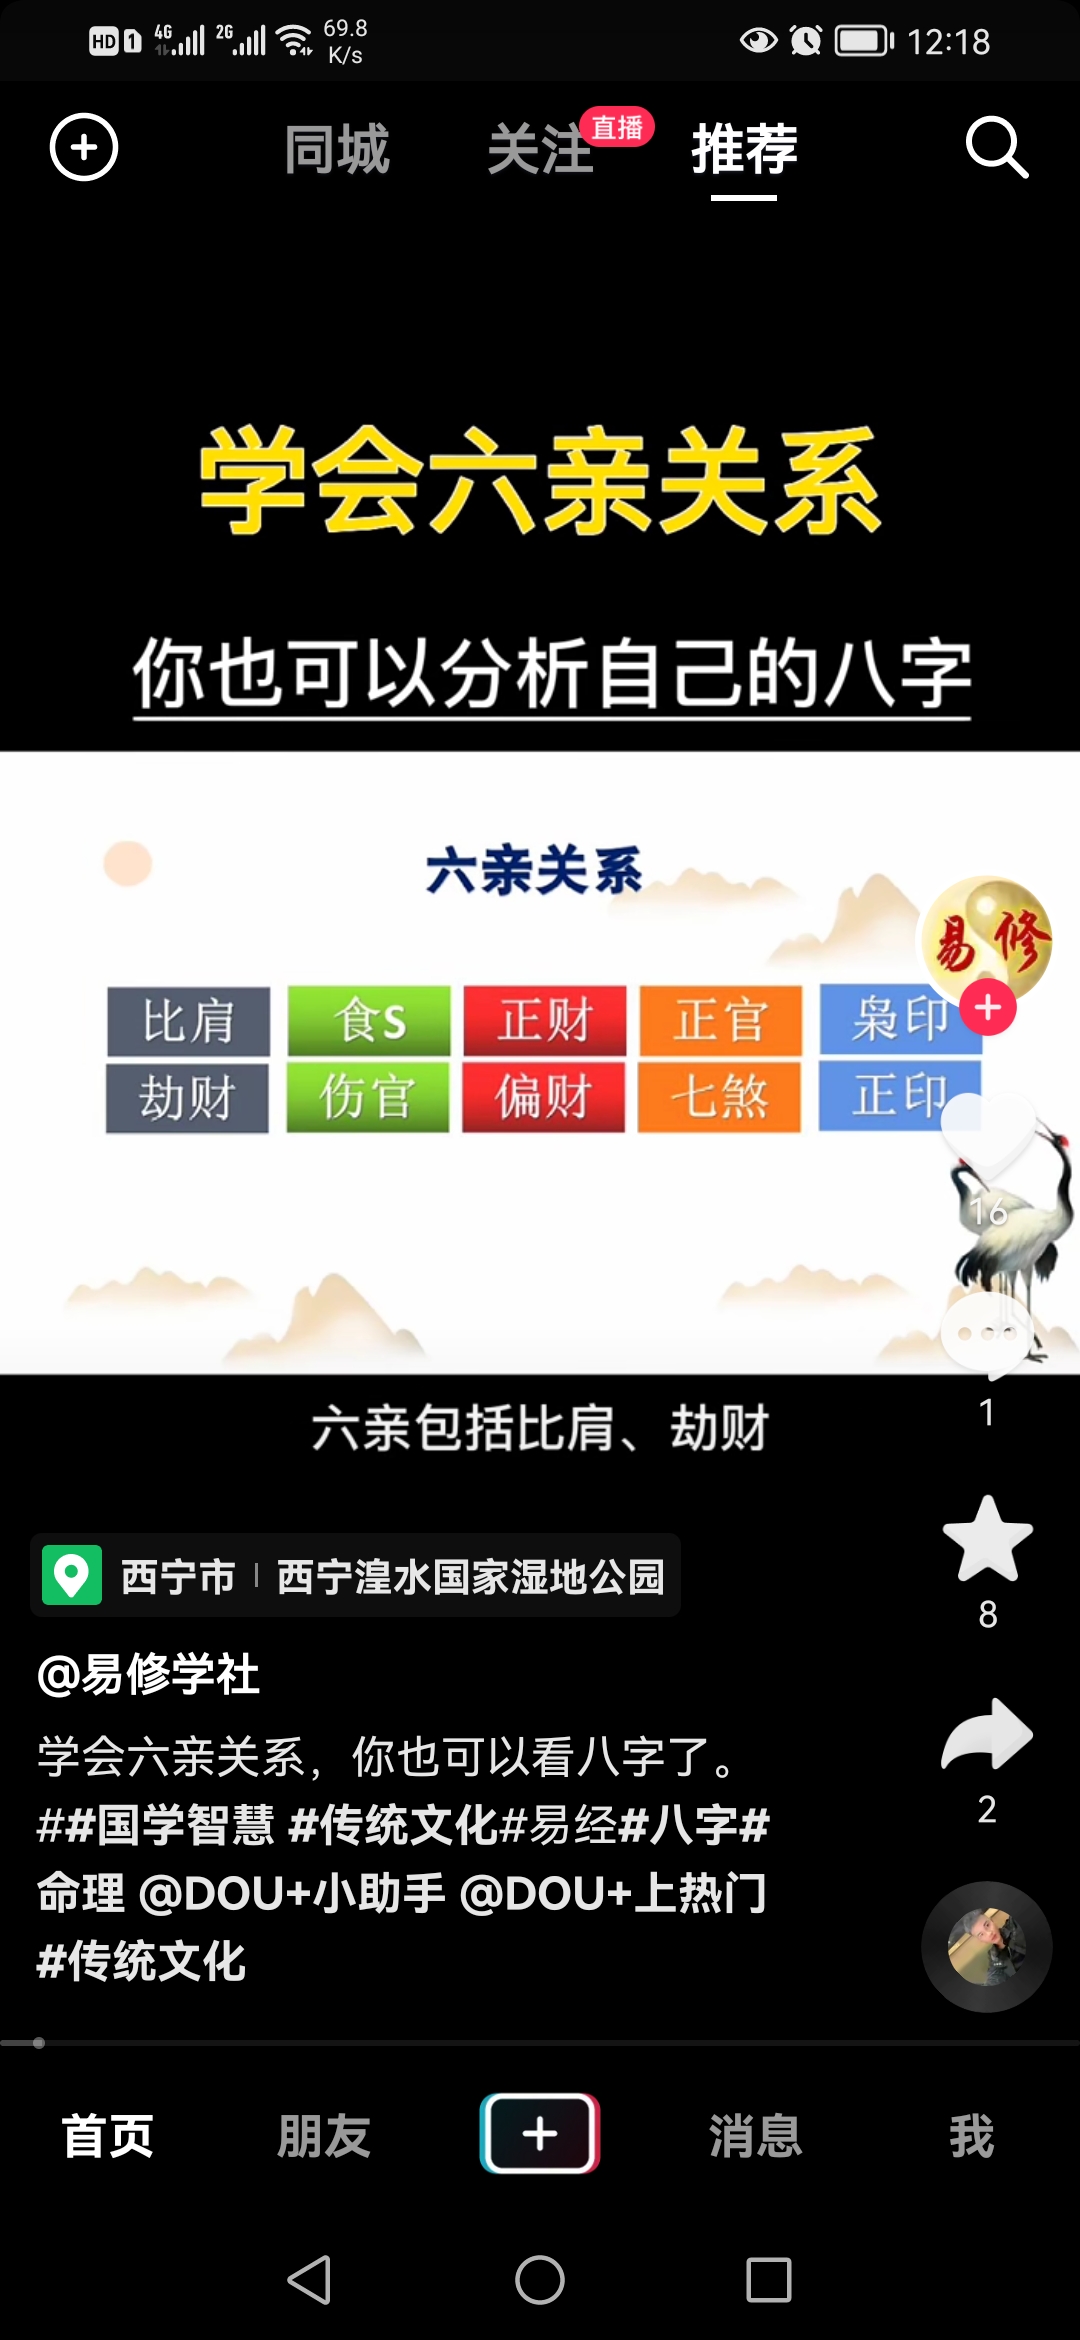 HD 1 4G 2G 69.8 K/s 12:18
同城 关注 直播 推荐
学会六亲关系
你也可以分析自己的八字
六亲关系
易修
比肩 食S 正财 正官 枭印
劫财 伤官 偏财 七煞 正印
16
1
六亲包括比肩、劫财
西宁市 西宁湟水国家湿地公园
8
@易修学社
学会六亲关系，你也可以看八字了。
##国学智慧 #传统文化#易经#八字#
2
命理 @DOU+小助手 @DOU+上热门
#传统文化
首页 朋友 消息 我